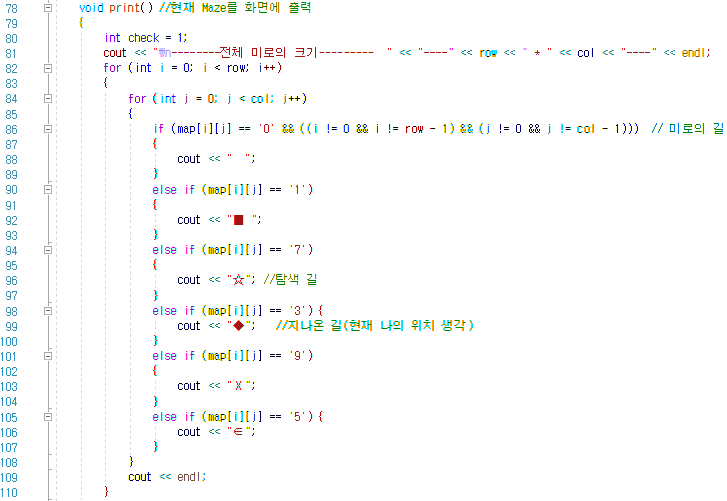 78 void print() //현재 Maze를 화면에 출력
79 {
80 int check = 1;
81 cout << "\n--------전체 미로의 크기--------- " << "----" << row << " * " << col << "----" << endl;
82 for (int i = 0; i < row; i++)
83 {
84 for (int j = 0; j < col; j++)
85 {
86 if (map[i][j] == '0' && ((i != 0 && i != row - 1) && (j != 0 && j != col - 1))) // 미로의 길
87 {
88 cout << "  ";
89 }
90 else if (map[i][j] == '1')
91 {
92 cout << "■ ";
93 }
94 else if (map[i][j] == '7')
95 {
96 cout << "☆"; //탐색 길
97 }
98 else if (map[i][j] == '3') {
99 cout << "◆"; //지나온 길(현재 나의 위치 생각)
100 }
101 else if (map[i][j] == '9')
102 {
103 cout << "X";
104 }
105 else if (map[i][j] == '5') {
106 cout << "∈";
107 }
108 }
109 cout << endl;
110 }